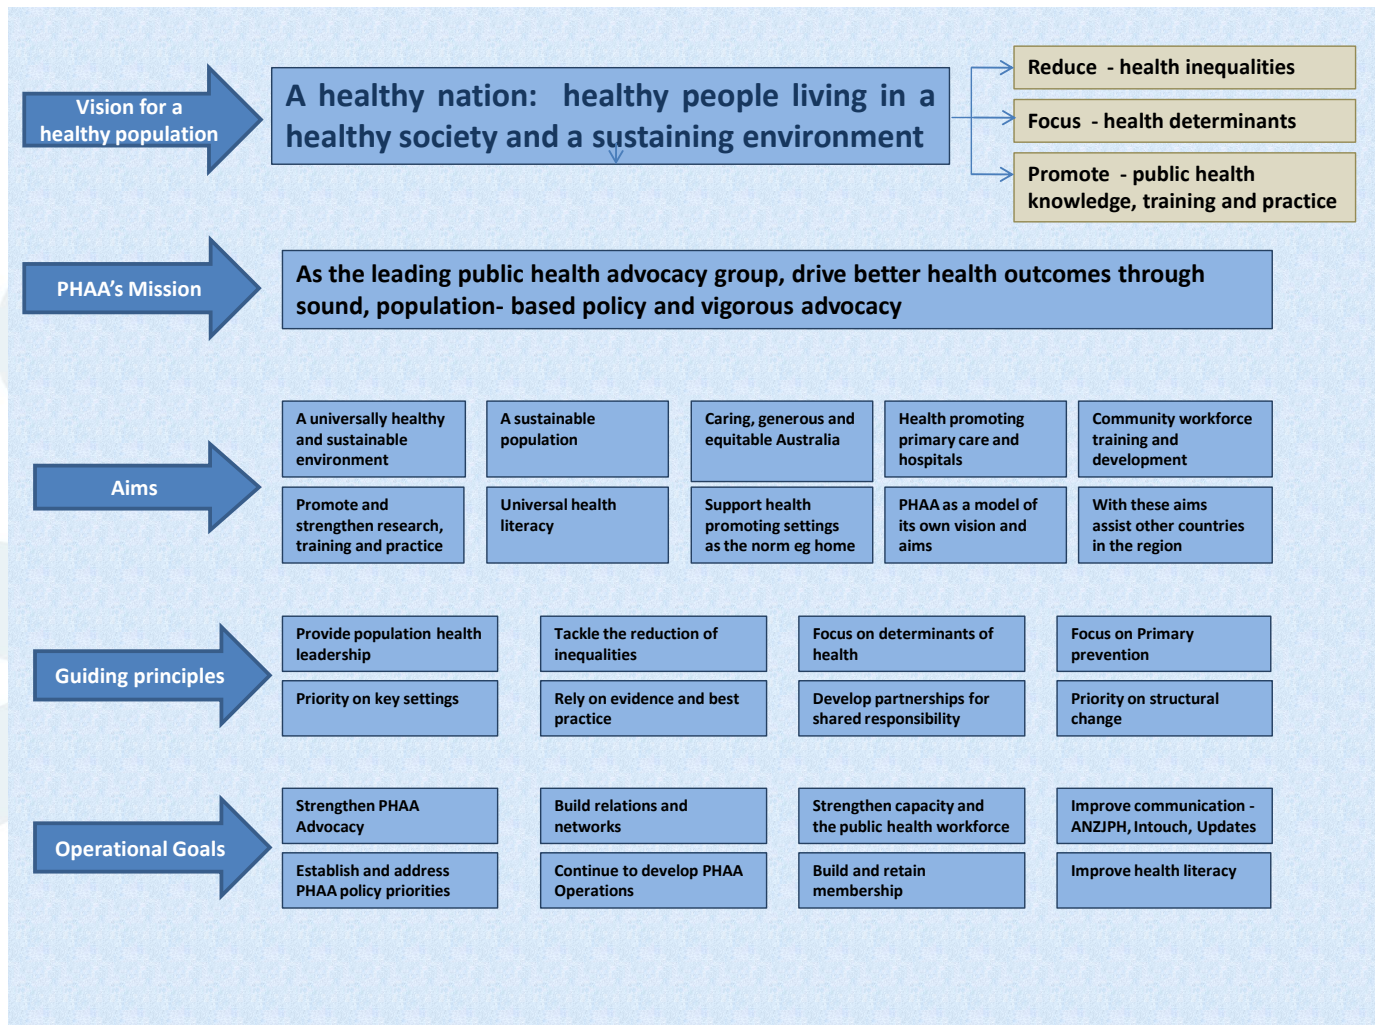 Vision for a
healthy population
A healthy nation: healthy people living in a
healthy society and a sustaining environment
Reduce - health inequalities
Focus - health determinants
Promote - public health
knowledge, training and practice
PHAA's Mission
As the leading public health advocacy group, drive better health outcomes through
sound, population- based policy and vigorous advocacy
Aims
A universally healthy
and sustainable
environment
A sustainable
population
Caring, generous and
equitable Australia
Health promoting
primary care and
hospitals
Community workforce
training and
development
Promote and
strengthen research,
training and practice
Universal health
literacy
Support health
promoting settings
as the norm eg home
PHAA as a model of
its own vision and
aims
With these aims
assist other countries
in the region
Guiding principles
Provide population health
leadership
Tackle the reduction of
inequalities
Focus on determinants of
health
Focus on Primary
prevention
Priority on key settings
Rely on evidence and best
practice
Develop partnerships for
shared responsibility
Priority on structural
change
Operational Goals
Strengthen PHAA
Advocacy
Build relations and
networks
Strengthen capacity and
the public health workforce
Improve communication -
ANZJPH, Intouch, Updates
Establish and address
PHAA policy priorities
Continue to develop PHAA
Operations
Build and retain
membership
Improve health literacy